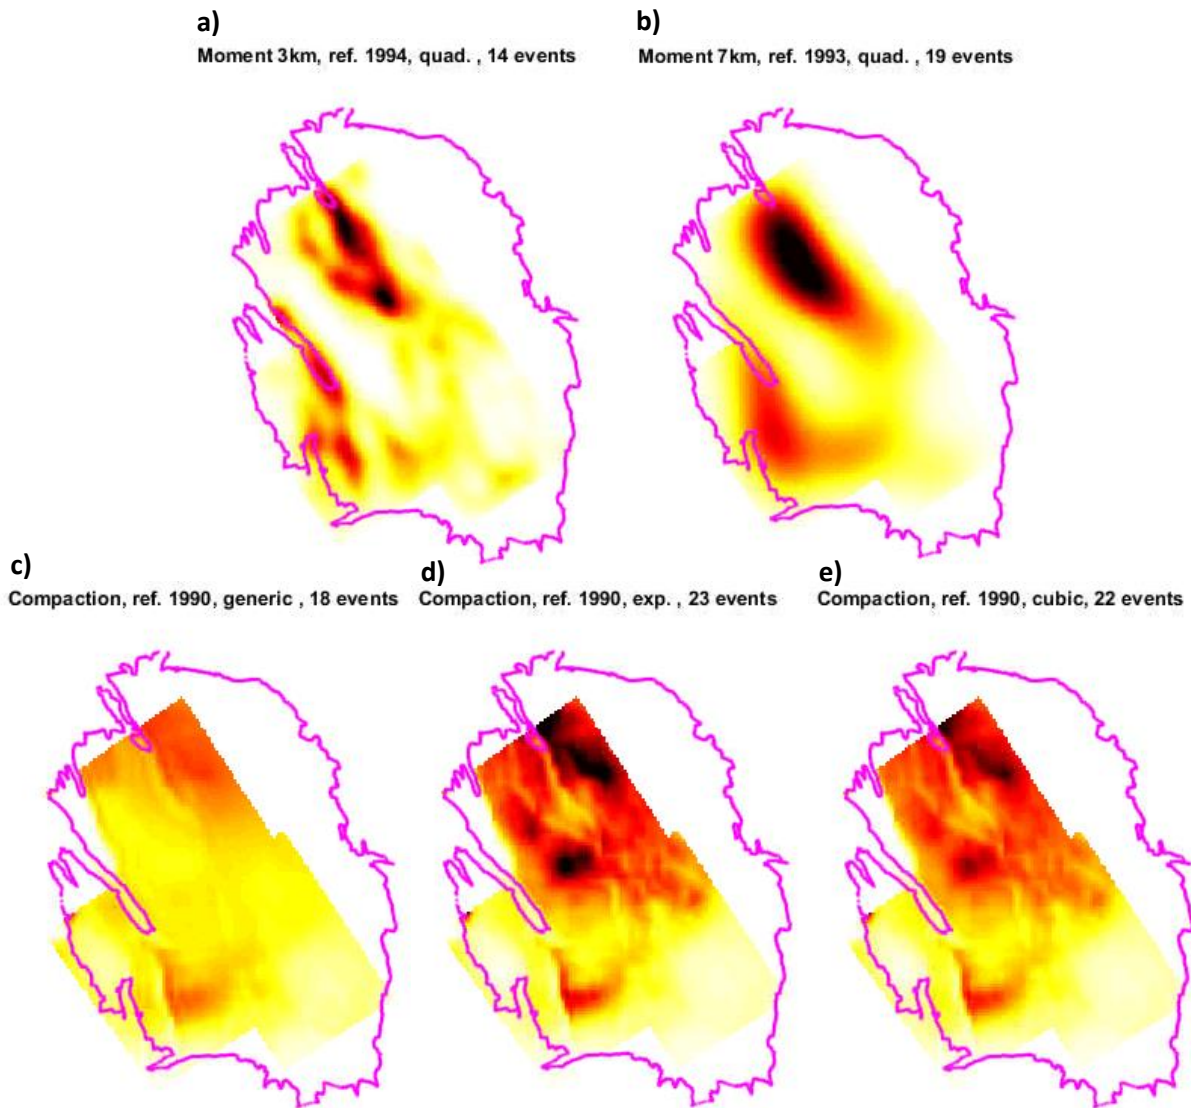 a)
Moment 3km, ref. 1994, quad. , 14 events
b)
Moment 7km, ref. 1993, quad. , 19 events
c)
Compaction, ref. 1990, generic , 18 events
d)
Compaction, ref. 1990, exp. , 23 events
e)
Compaction, ref. 1990, cubic, 22 events